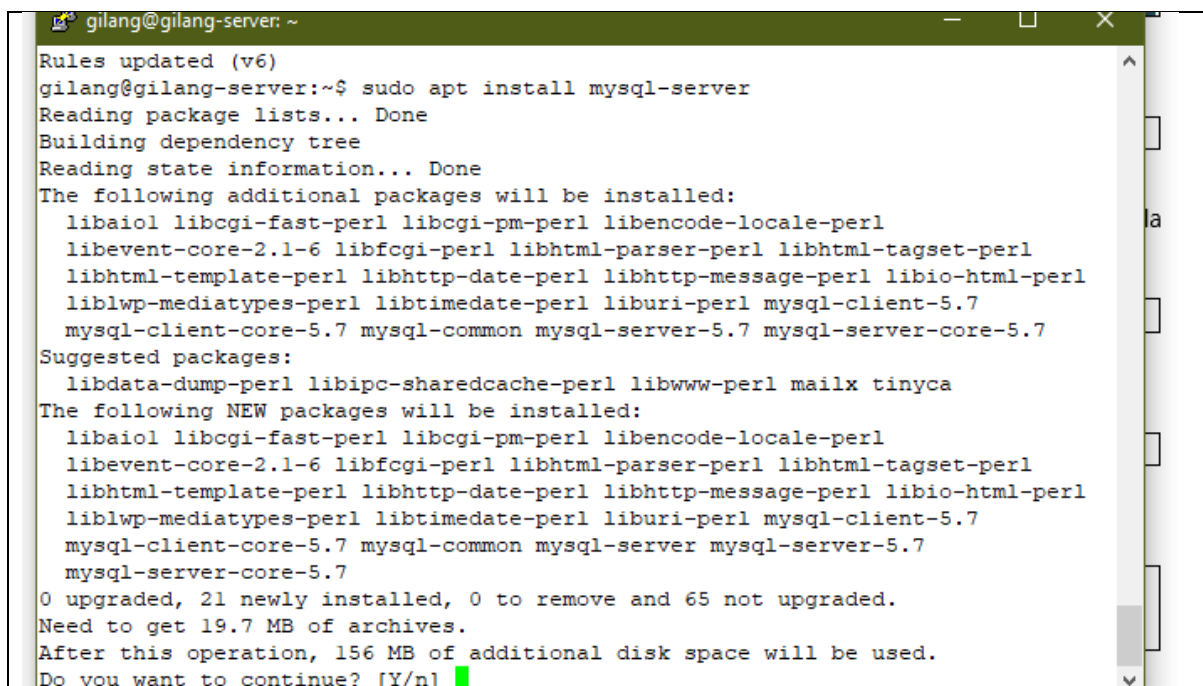 gilang@gilang-server: ~
Rules updated (v6)
gilang@gilang-server:~$ sudo apt install mysql-server
Reading package lists... Done
Building dependency tree
Reading state information... Done
The following additional packages will be installed:
  libaio1 libcgi-fast-perl libcgi-pm-perl libencode-locale-perl
  libevent-core-2.1-6 libfcgi-perl libhtml-parser-perl libhtml-tagset-perl
  libhtml-template-perl libhttp-date-perl libhttp-message-perl libio-html-perl
  liblwp-mediatypes-perl libtimedate-perl liburi-perl mysql-client-5.7
  mysql-client-core-5.7 mysql-common mysql-server-5.7 mysql-server-core-5.7
Suggested packages:
  libdata-dump-perl libipc-sharedcache-perl libwww-perl mailx tinyca
The following NEW packages will be installed:
  libaio1 libcgi-fast-perl libcgi-pm-perl libencode-locale-perl
  libevent-core-2.1-6 libfcgi-perl libhtml-parser-perl libhtml-tagset-perl
  libhtml-template-perl libhttp-date-perl libhttp-message-perl libio-html-perl
  liblwp-mediatypes-perl libtimedate-perl liburi-perl mysql-client-5.7
  mysql-client-core-5.7 mysql-common mysql-server mysql-server-5.7
  mysql-server-core-5.7
0 upgraded, 21 newly installed, 0 to remove and 65 not upgraded.
Need to get 19.7 MB of archives.
After this operation, 156 MB of additional disk space will be used.
Do you want to continue? [Y/n]
la